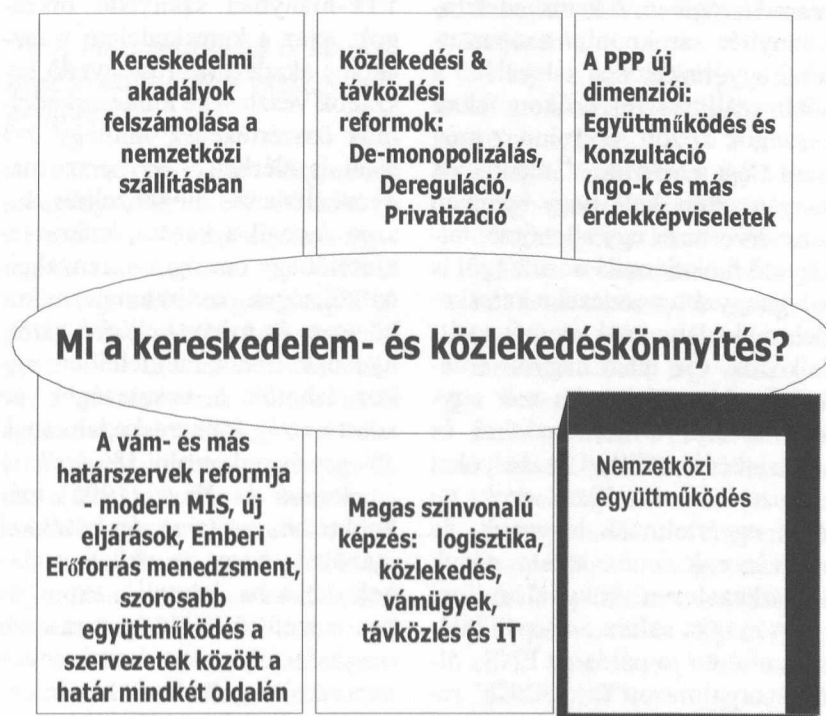 Kereskedelmi
akadályok
felszámolása a
nemzetközi
szállításban
Közlekedési &
távközlési
reformok:
De-monopolizálás,
Dereguláció,
Privatizáció
A PPP új
dimenziói:
Együttműködés és
Konzultáció
(ngo-k és más
érdekképviseletek
Mi a kereskedelem- és közlekedéskönnyítés?
A vám- és más
határszervek reformja
- modern MIS, új
eljárások, Emberi
Erőforrás menedzsment,
szorosabb
együttműködés a
szervezetek között a
határ mindkét oldalán
Magas színvonalú
képzés: logisztika,
közlekedés,
vámügyek,
távközlés és IT
Nemzetközi
együttműködés